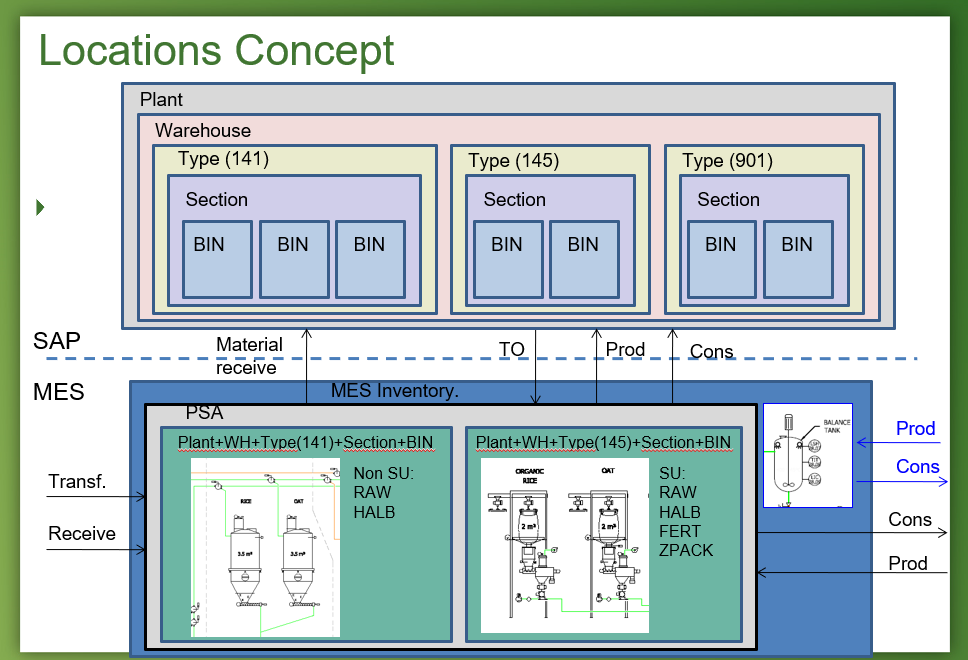 Locations Concept
Plant
Warehouse
Type (141)
Type (145)
Type (901)
Section
Section
Section
BIN
BIN
BIN
BIN
BIN
BIN
BIN
SAP
Material
receive
TO
Prod
Cons
MES
MES Inventory.
PSA
Plant+WH+Type(141)+Section+BIN
Plant+WH+Type(145)+Section+BIN
BALANCE
TANK
Prod
Cons
Non SU:
RAW
HALB
SU:
RAW
HALB
FERT
ZPACK
RICE
OAT
3.5 m³
3.5 m³
ORGANIC
RICE
OAT
2 m³
2 m³
Transf.
Receive
Cons
Prod